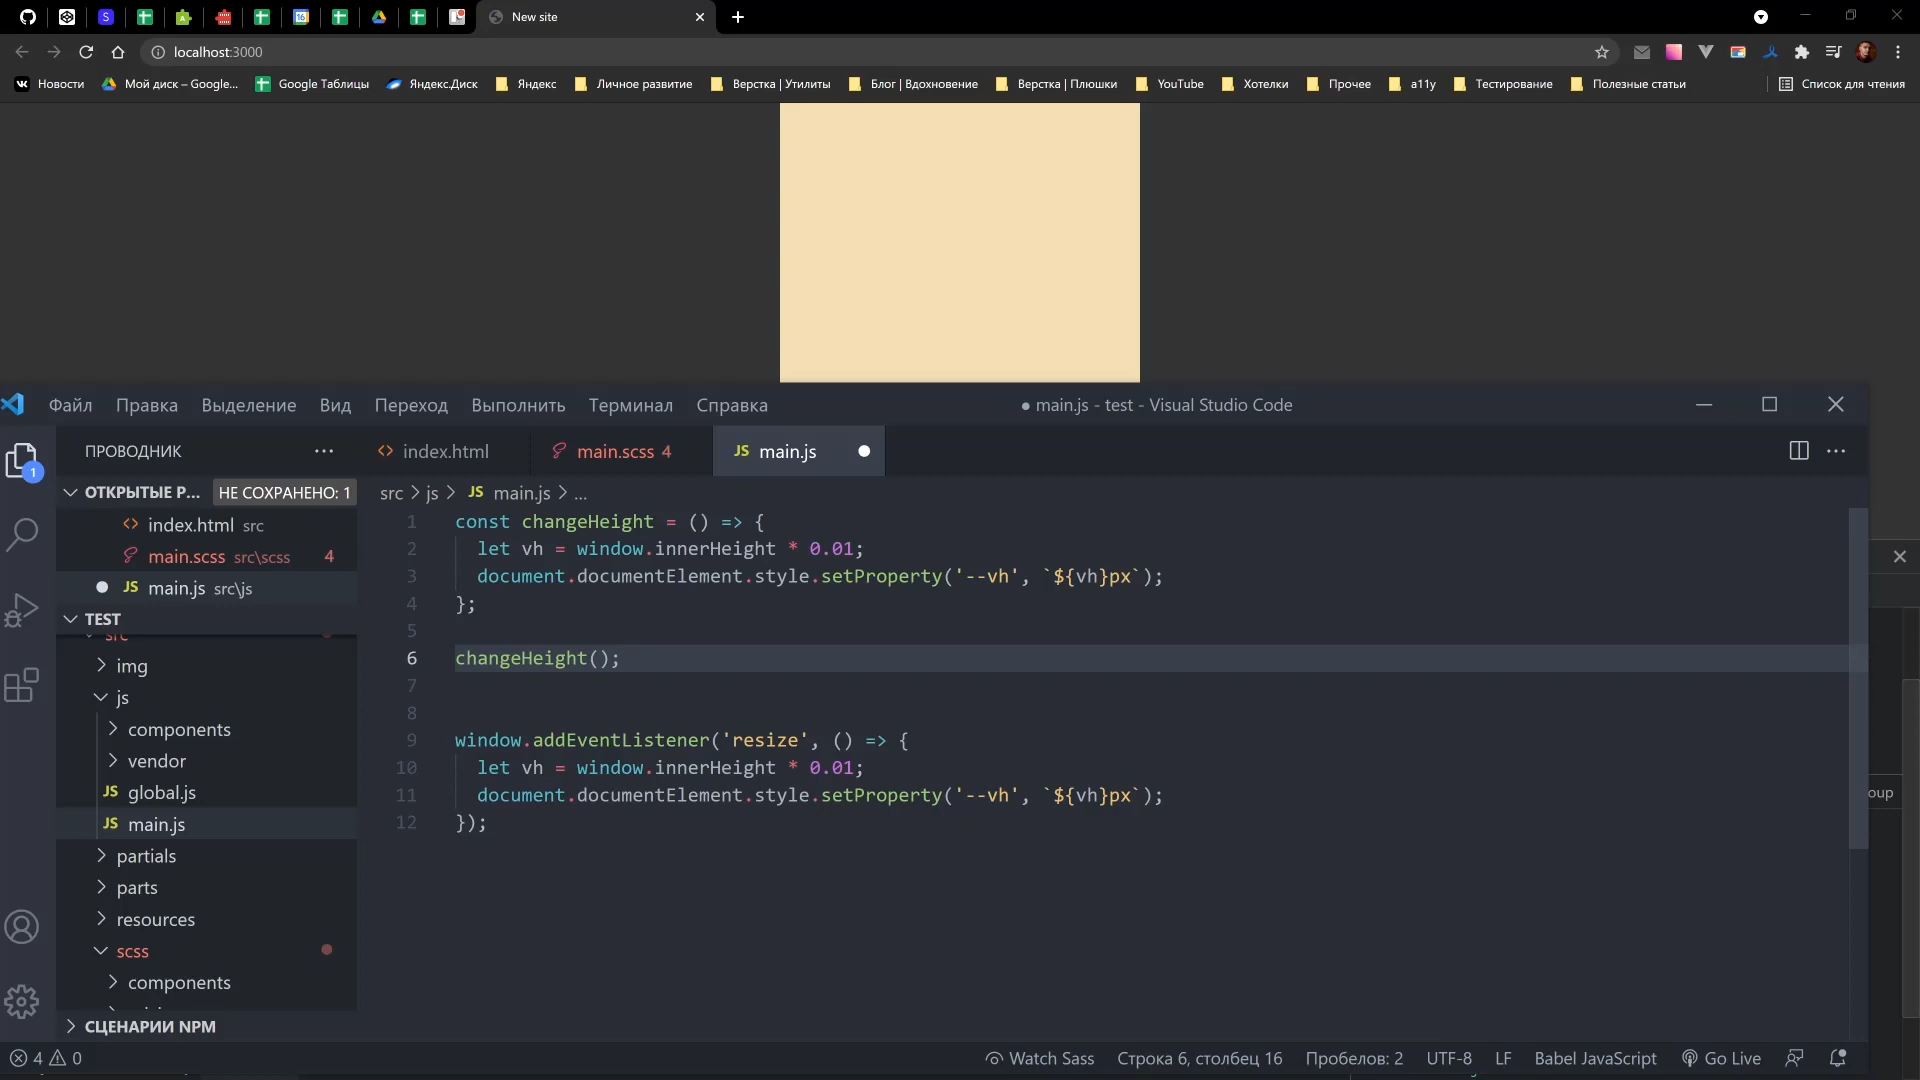 New site
localhost:3000
Новости Мой диск – Google... Google Таблицы Яндекс.Диск Яндекс Личное развитие Верстка | Утилиты Блог | Вдохновение Верстка | Плюшки YouTube Хотелки Прочее a11y Тестирование Полезные статьи Список для чтения
Файл Правка Выделение Вид Переход Выполнить Терминал Справка ● main.js - test - Visual Studio Code
ПРОВОДНИК
index.html main.scss 4 JS main.js
ОТКРЫТЫЕ Р... НЕ СОХРАНЕНО: 1
index.html src
main.scss src\scss 4
JS main.js src\js
TEST
src
img
js
components
vendor
JS global.js
JS main.js
partials
parts
resources
scss
components
СЦЕНАРИИ NPM
1
src > js > JS main.js > ...
1 const changeHeight = () => {
2 let vh = window.innerHeight * 0.01;
3 document.documentElement.style.setProperty('--vh', `${vh}px`);
4 };
5
6 changeHeight();
7
8
9 window.addEventListener('resize', () => {
10 let vh = window.innerHeight * 0.01;
11 document.documentElement.style.setProperty('--vh', `${vh}px`);
12 });
oup
4 0 Watch Sass Строка 6, столбец 16 Пробелов: 2 UTF-8 LF Babel JavaScript Go Live